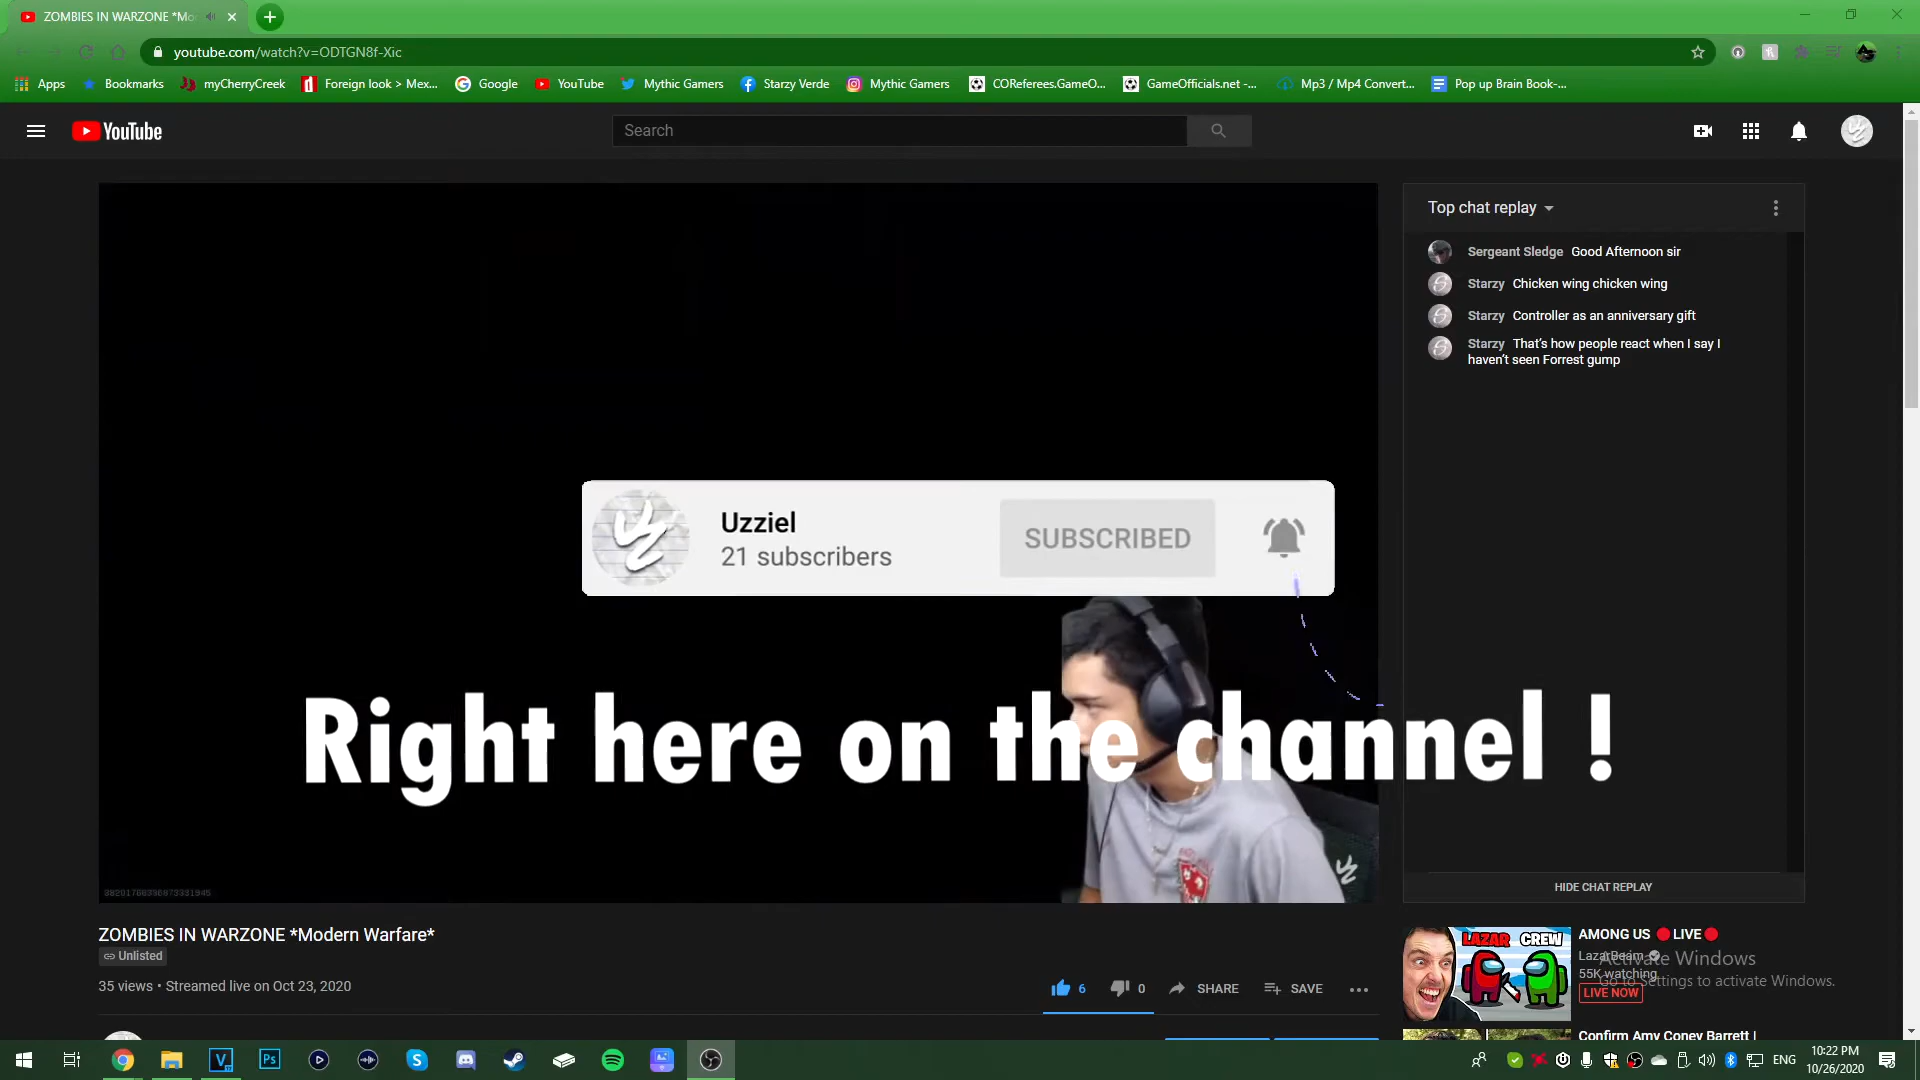 ZOMBIES IN WARZONE *Mo
youtube.com/watch?v=ODTGN8f-Xic
Apps Bookmarks myCherryCreek Foreign look > Mex... Google YouTube Mythic Gamers Starzy Verde Mythic Gamers COReferees.GameO... GameOfficials.net -... Mp3 / Mp4 Convert... Pop up Brain Book-...
YouTube
Search
Top chat replay
Sergeant Sledge Good Afternoon sir
Starzy Chicken wing chicken wing
Starzy Controller as an anniversary gift
Starzy That's how people react when I say I
haven't seen Forrest gump
Uzziel
21 subscribers
SUBSCRIBED
Right here on the channel !
HIDE CHAT REPLAY
ZOMBIES IN WARZONE *Modern Warfare*
Unlisted
35 views • Streamed live on Oct 23, 2020
6 0 SHARE SAVE
LAZAR CREW
AMONG US 🔴 LIVE🔴
LazarBeam
55K watching
LIVE NOW
Activate Windows
Go to Settings to activate Windows.
Confirm Amy Coney Barrett |
ENG
10:22 PM
10/26/2020